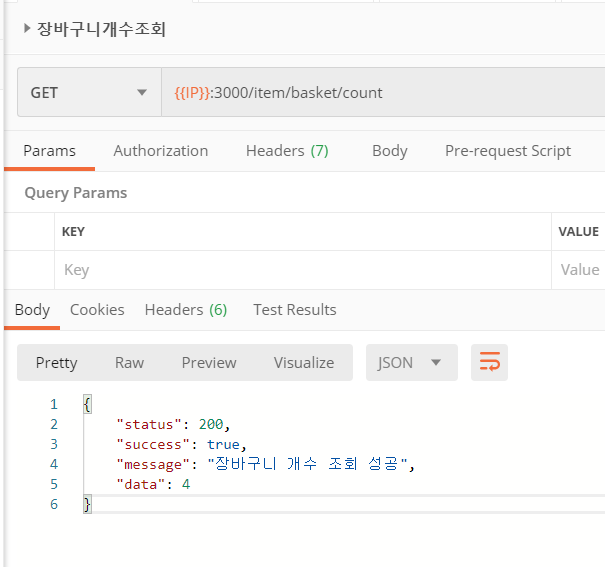 장바구니개수조회
GET {{IP}}:3000/item/basket/count
Params Authorization Headers (7) Body Pre-request Script
Query Params
KEY VALUE
Key Value
Body Cookies Headers (6) Test Results
Pretty Raw Preview Visualize JSON
1 {
2 "status": 200,
3 "success": true,
4 "message": "장바구니 개수 조회 성공",
5 "data": 4
6 }